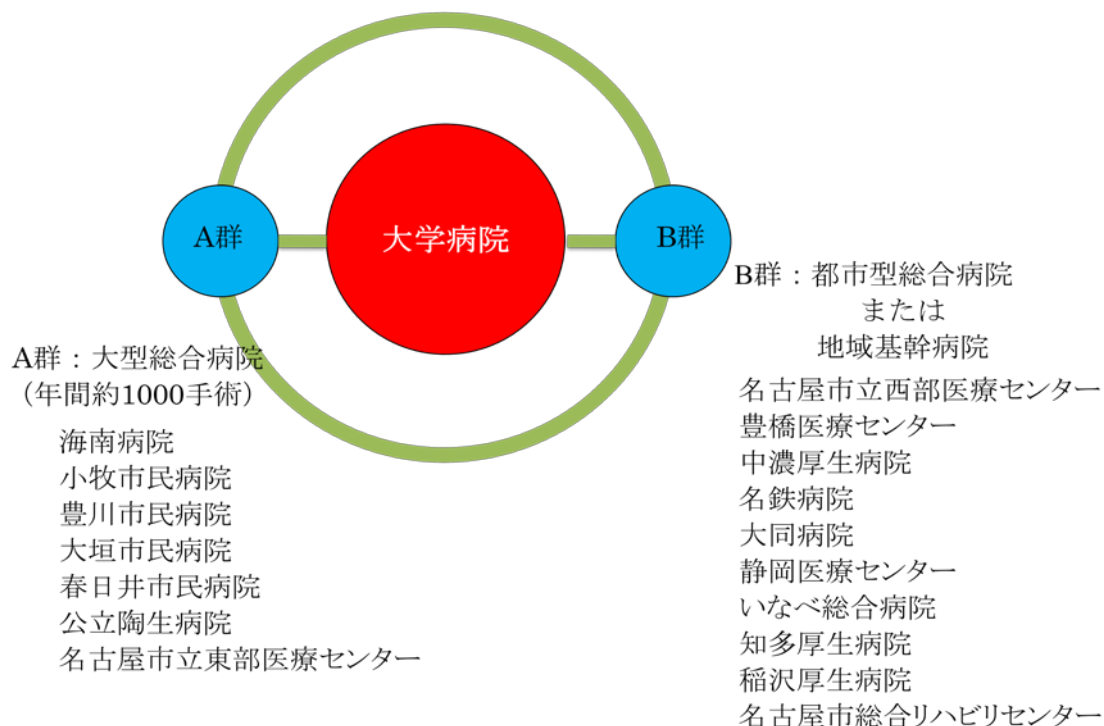 A群
大学病院
B群
A群：大型総合病院
（年間約1000手術）
海南病院
小牧市民病院
豊川市民病院
大垣市民病院
春日井市民病院
公立陶生病院
名古屋市立東部医療センター
B群：都市型総合病院
または
地域基幹病院
名古屋市立西部医療センター
豊橋医療センター
中濃厚生病院
名鉄病院
大同病院
静岡医療センター
いなべ総合病院
知多厚生病院
稲沢厚生病院
名古屋市総合リハビリセンター